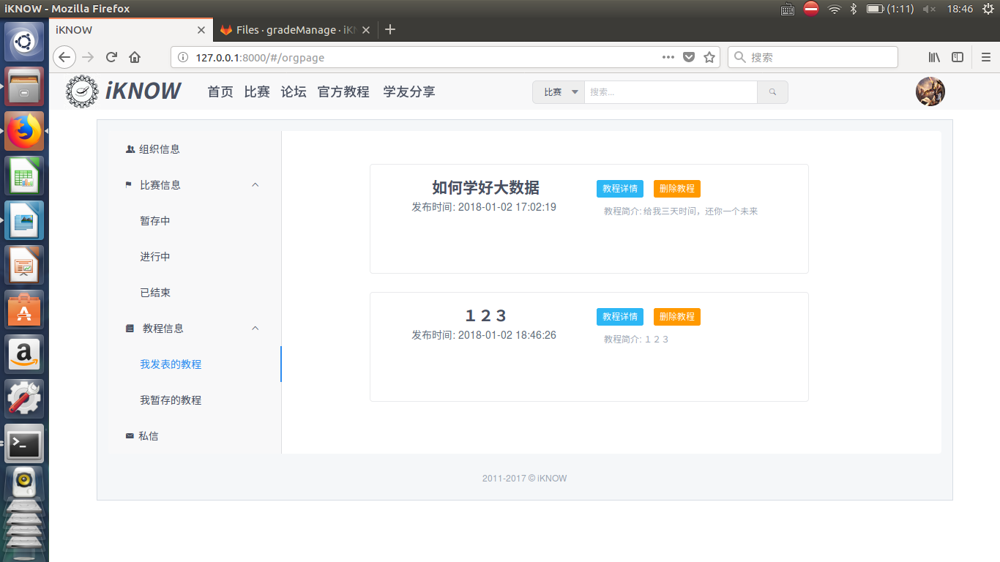 iKNOW - Mozilla Firefox
(1:11)
18:46
iKNOW
Files · gradeManage · iKN
127.0.0.1:8000/#/orgpage
搜索
iKNOW
首页 比赛 论坛 官方教程 学友分享
比赛
搜索...
组织信息
比赛信息
暂存中
进行中
已结束
教程信息
我发表的教程
我暂存的教程
私信
如何学好大数据
发布时间: 2018-01-02 17:02:19
教程详情 删除教程
教程简介: 给我三天时间，还你一个未来
１２３
发布时间: 2018-01-02 18:46:26
教程详情 删除教程
教程简介: １２３
2011-2017 © iKNOW